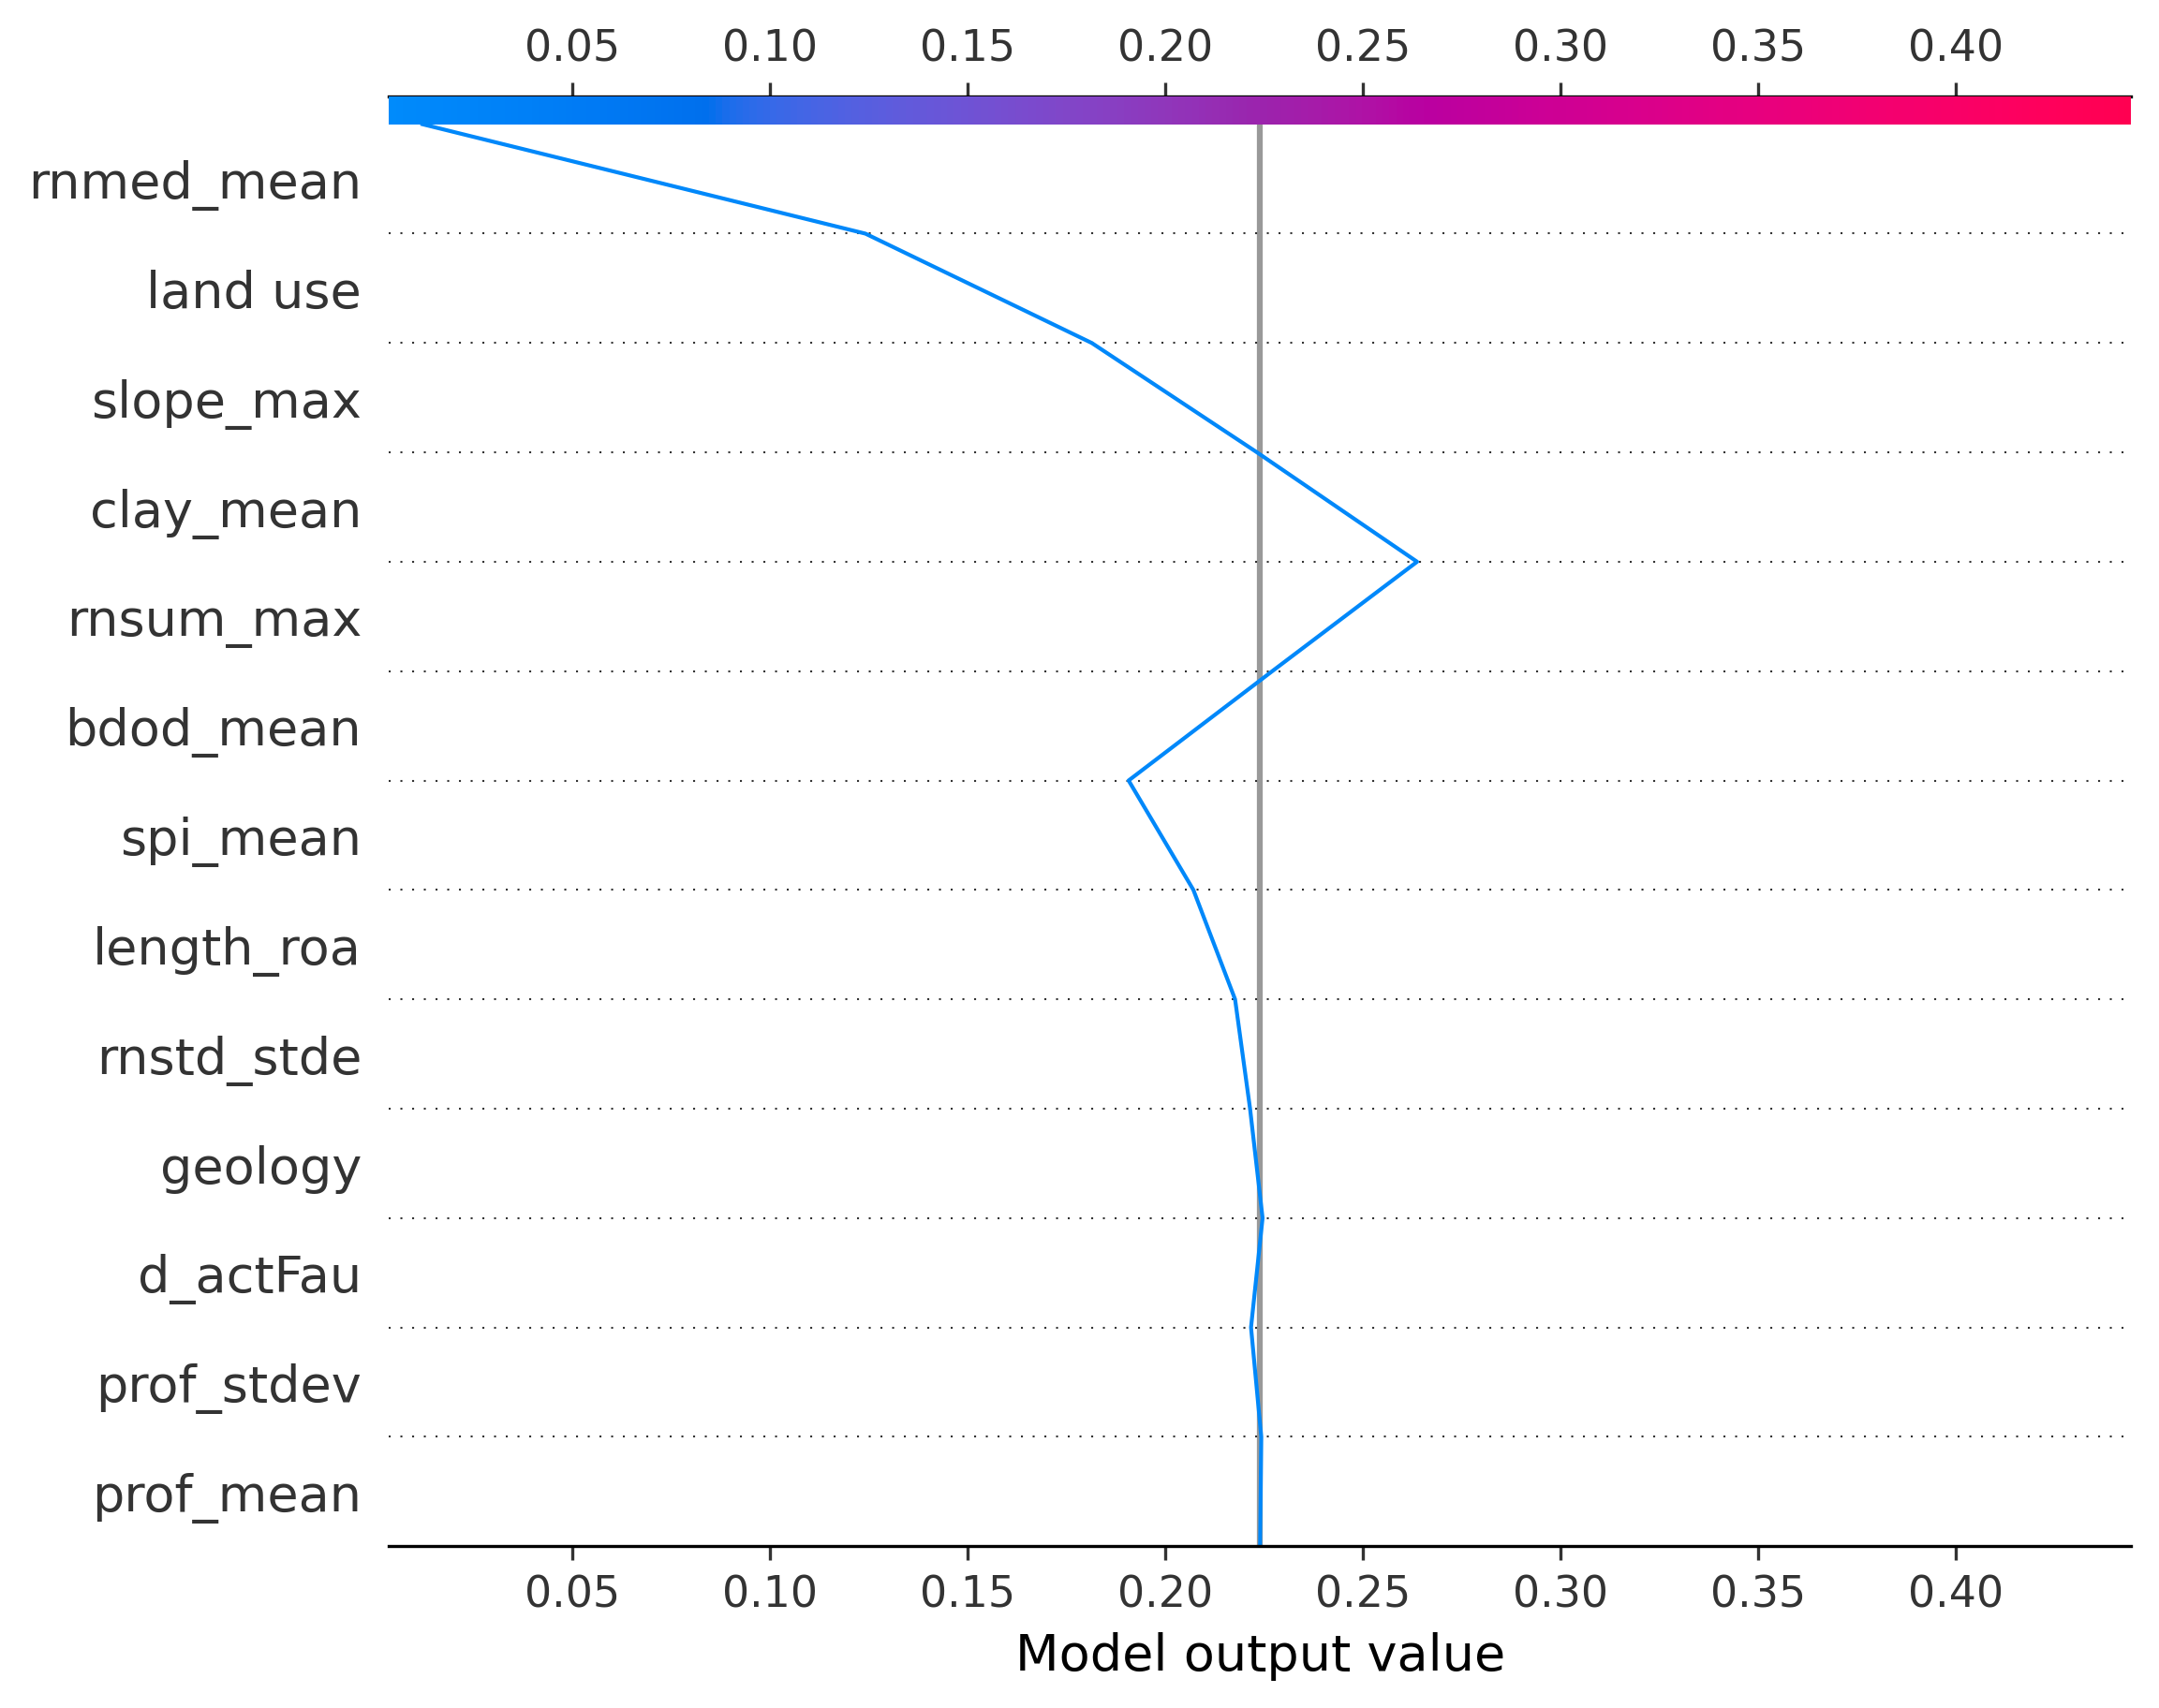 0.05 0.10 0.15 0.20 0.25 0.30 0.35 0.40
rnmed_mean
land use
slope_max
clay_mean
rnsum_max
bdod_mean
spi_mean
length_roa
rnstd_stde
geology
d_actFau
prof_stdev
prof_mean
0.05 0.10 0.15 0.20 0.25 0.30 0.35 0.40
Model output value